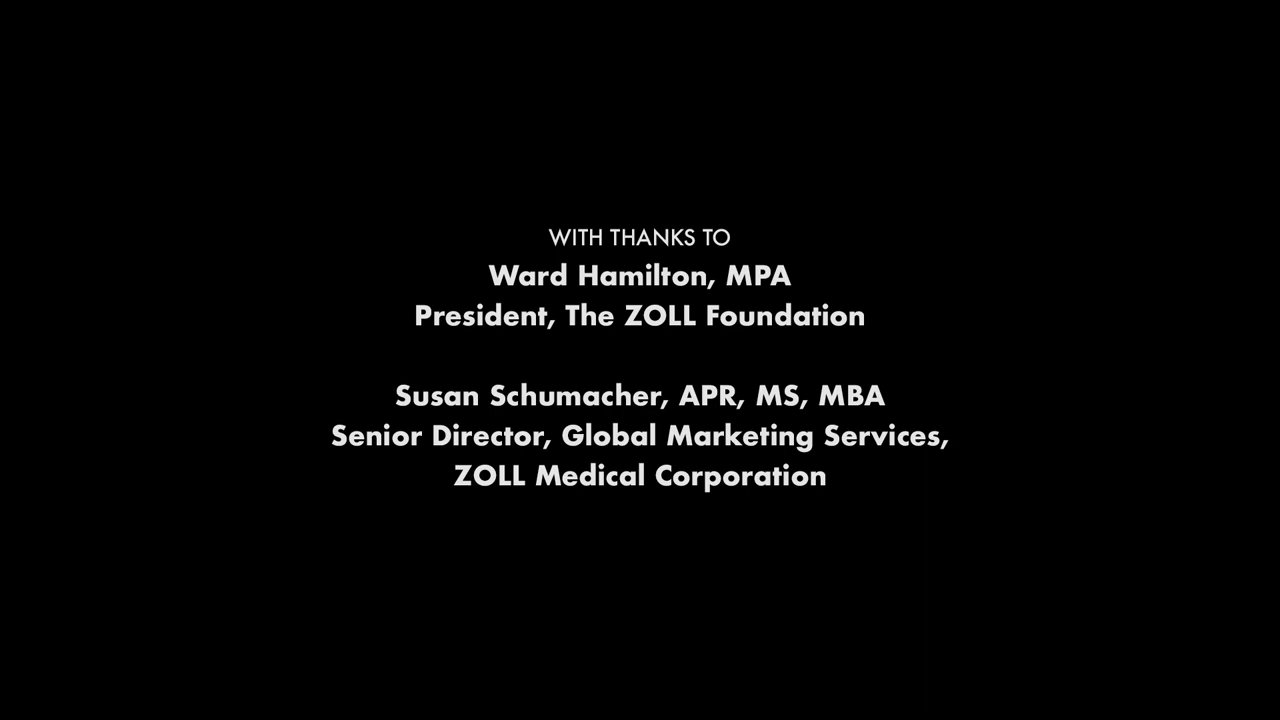 WITH THANKS TO
Ward Hamilton, MPA
President, The ZOLL Foundation
Susan Schumacher, APR, MS, MBA
Senior Director, Global Marketing Services,
ZOLL Medical Corporation